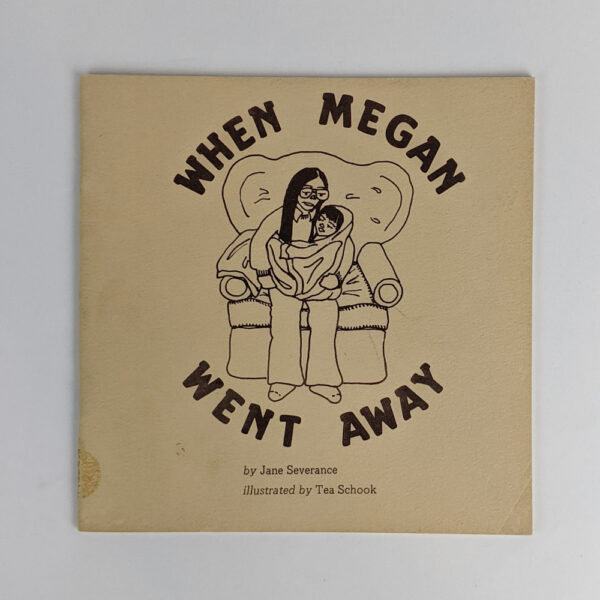 WHEN MEGAN
WENT AWAY
by Jane Severance
illustrated by Tea Schook